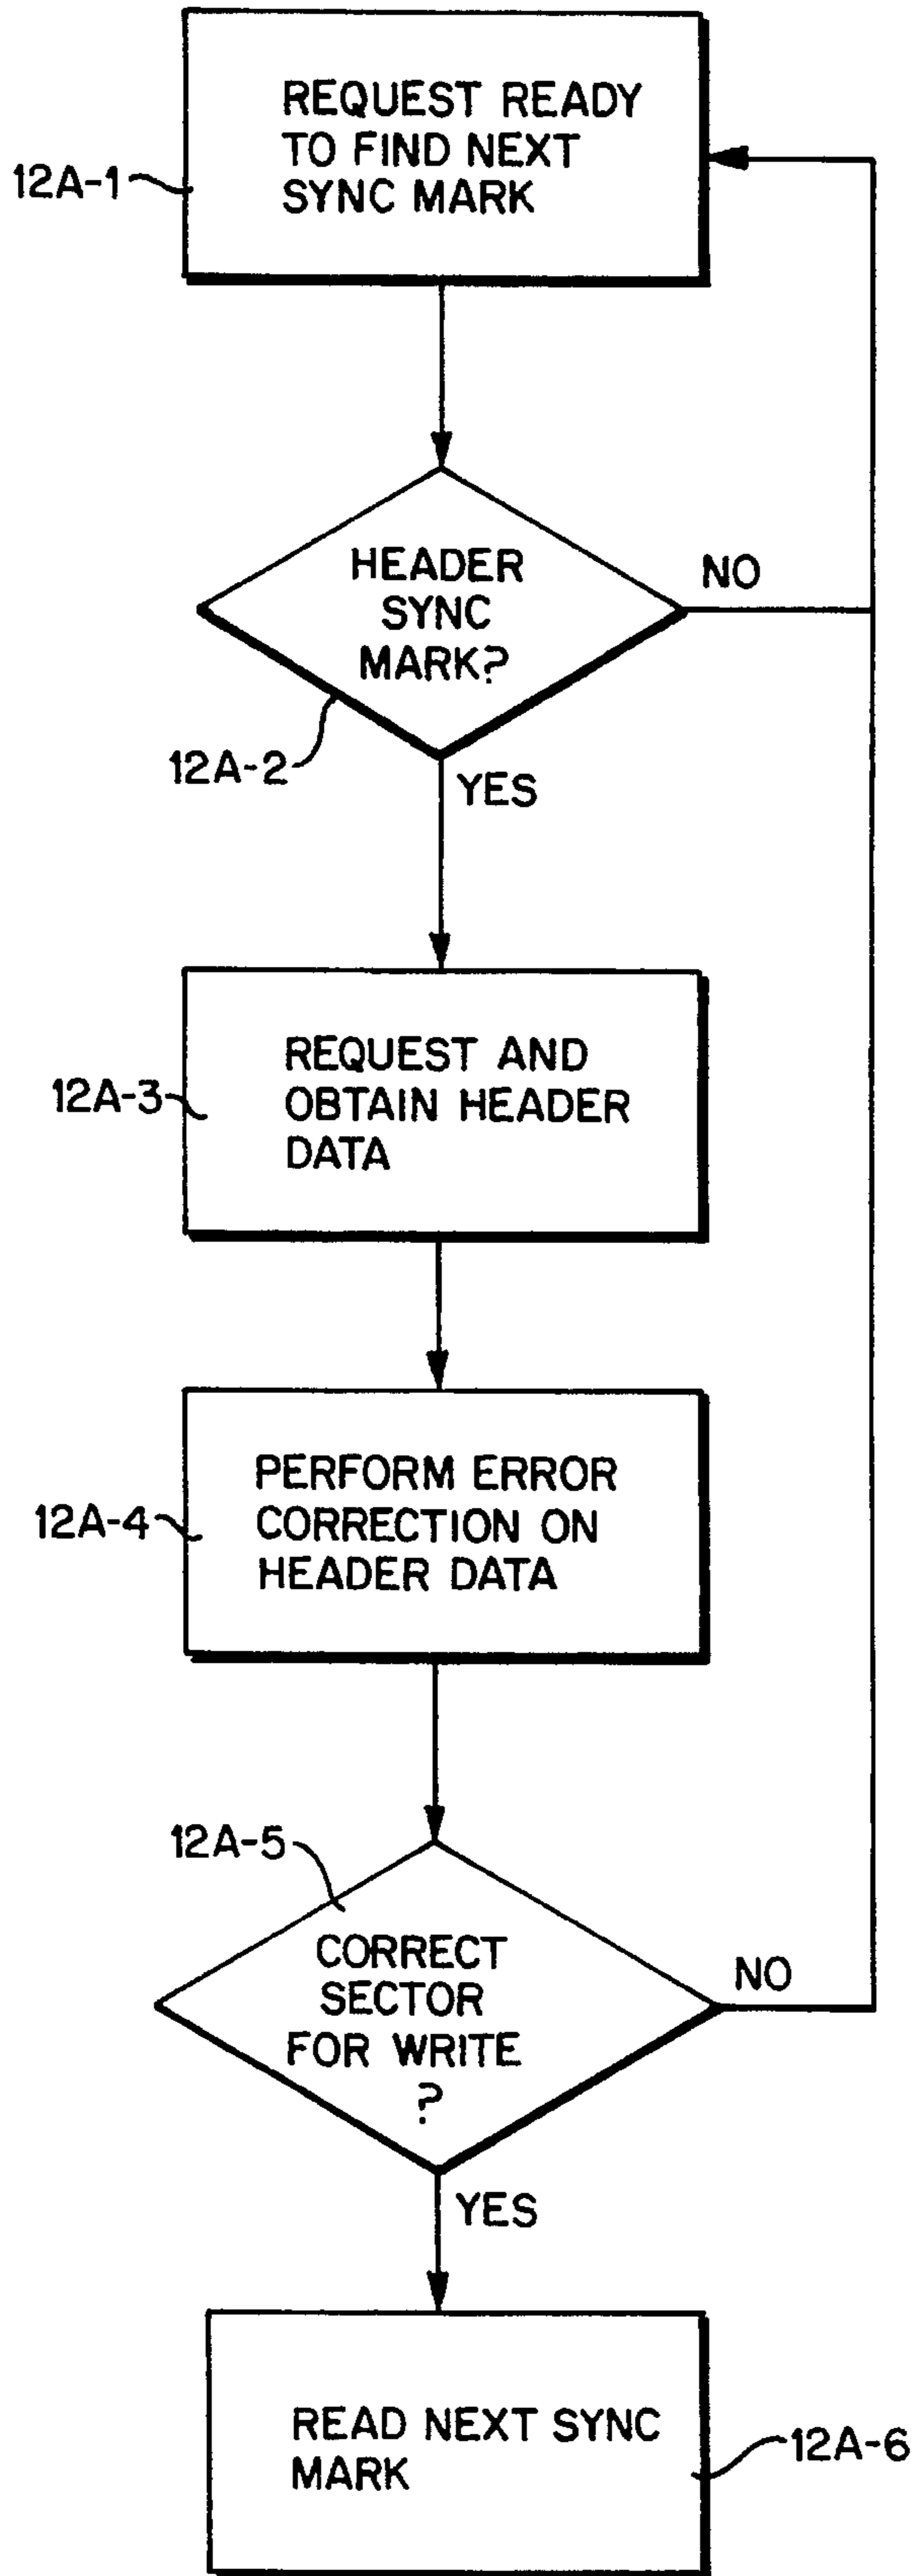 REQUEST READY
TO FIND NEXT
SYNC MARK
12A-1
HEADER
SYNC
MARK?
NO
12A-2
YES
REQUEST AND
OBTAIN HEADER
DATA
12A-3
PERFORM ERROR
CORRECTION ON
HEADER DATA
12A-4
12A-5
CORRECT
SECTOR
FOR WRITE
?
NO
YES
READ NEXT SYNC
MARK
12A-6